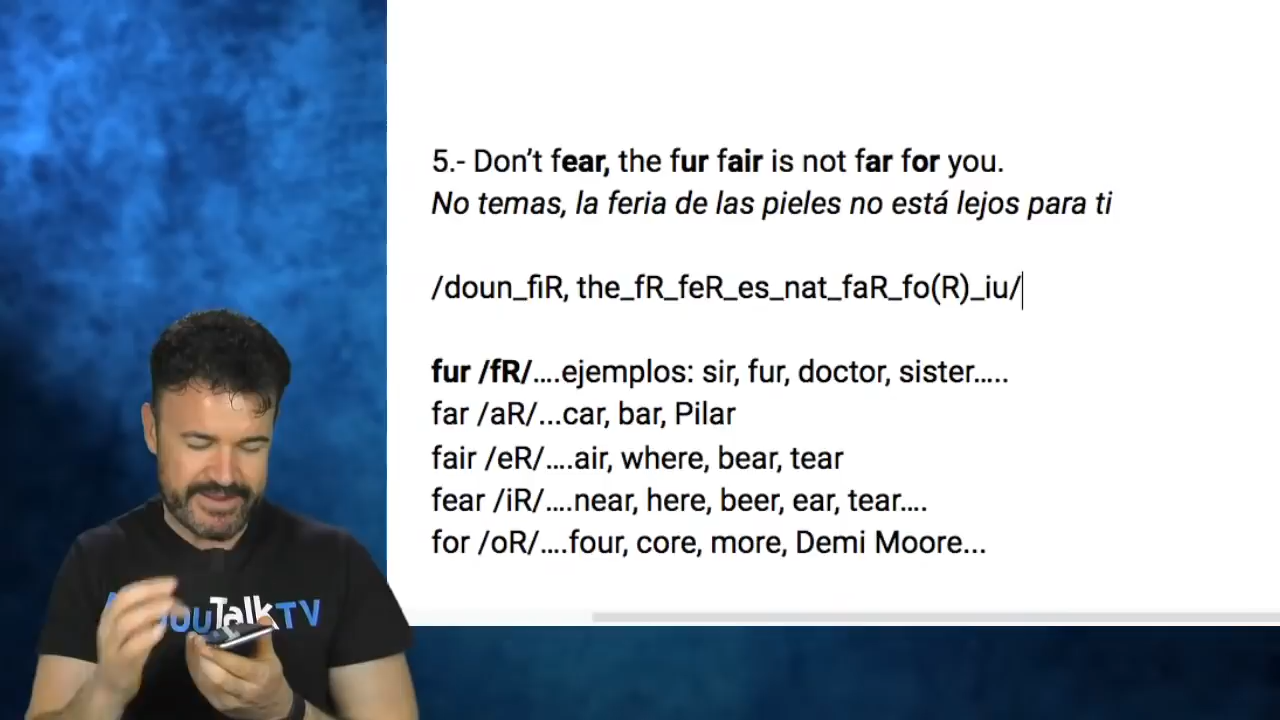 5.- Don't fear, the fur fair is not far for you.
No temas, la feria de las pieles no está lejos para ti
/doun_fiR, the_fR_feR_es_nat_faR_fo(R)_iu/
fur /fR/....ejemplos: sir, fur, doctor, sister.....
far /aR/...car, bar, Pilar
fair /eR/....air, where, bear, tear
fear /iR/....near, here, beer, ear, tear....
for /oR/....four, core, more, Demi Moore...
TalkTV